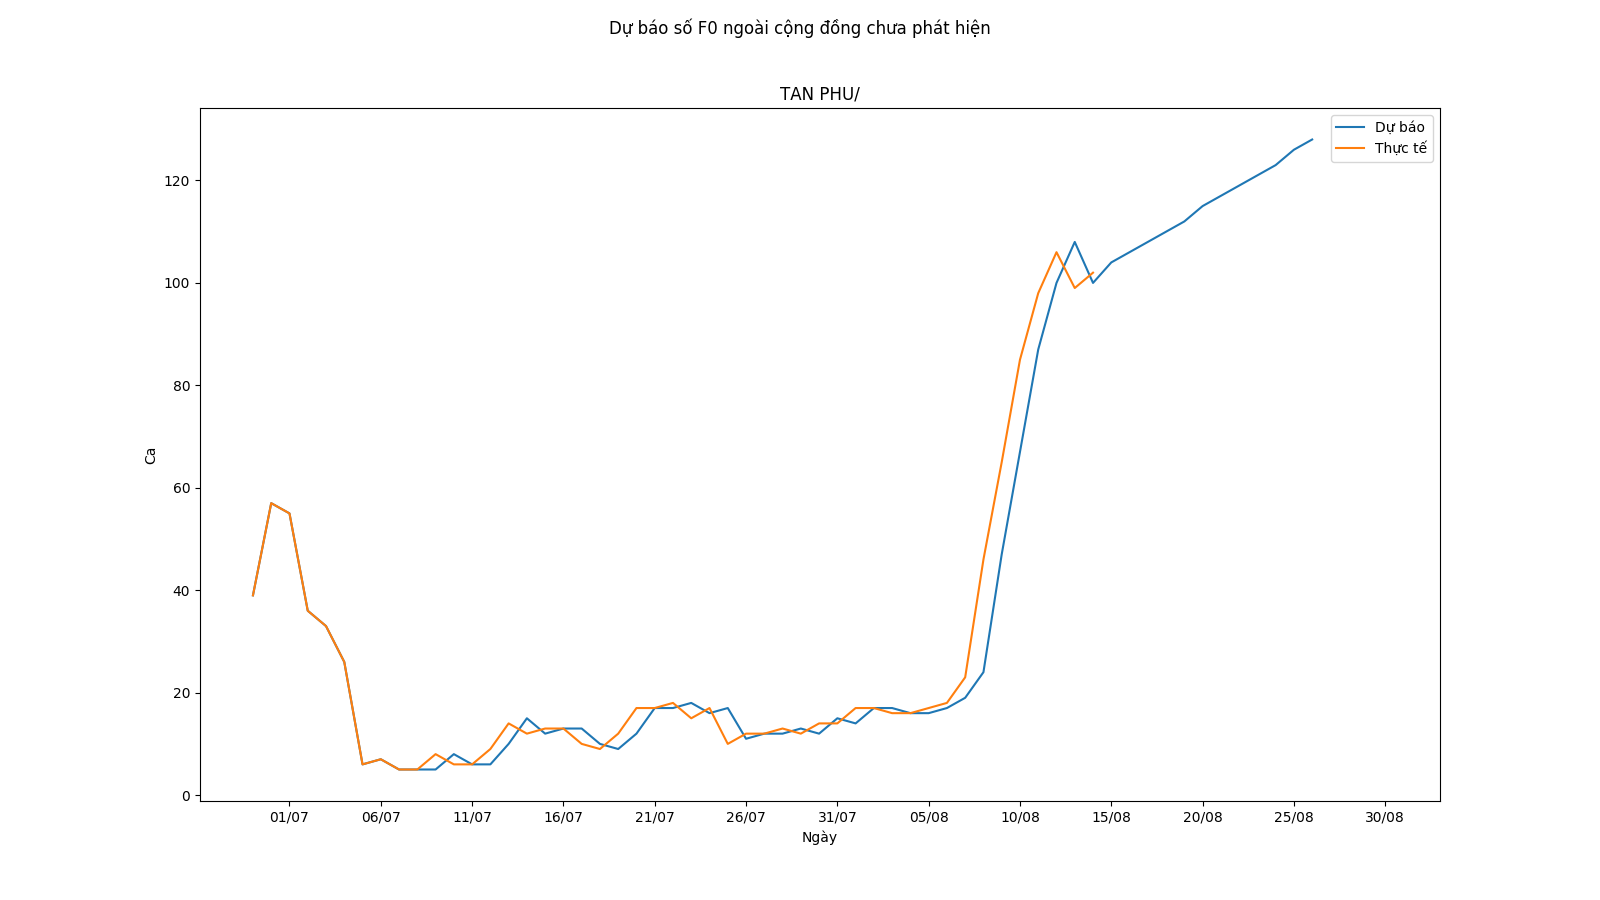 Dự báo số F0 ngoài cộng đồng chưa phát hiện
TAN PHU/
Dự báo
Thực tế
120
100
80
60
40
20
0
Ca
01/07 06/07 11/07 16/07 21/07 26/07 31/07 05/08 10/08 15/08 20/08 25/08 30/08
Ngày